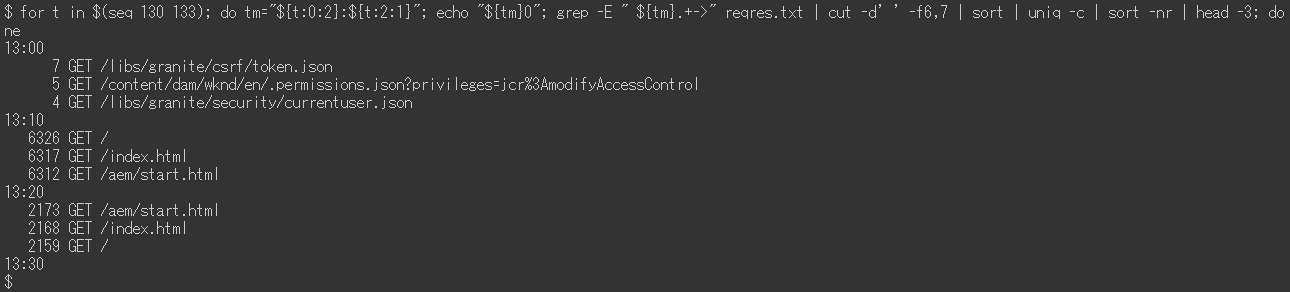 $ for t in $(seq 130 133); do tm="${t:0:2}:${t:2:1}"; echo "${tm}0"; grep -E " ${tm}.+->" reqres.txt | cut -d' ' -f6,7 | sort | uniq -c | sort -nr | head -3; do
ne
13:00
      7 GET /libs/granite/csrf/token.json
      5 GET /content/dam/wknd/en/.permissions.json?privileges=jcr%3AmodifyAccessControl
      4 GET /libs/granite/security/currentuser.json
13:10
   6326 GET /
   6317 GET /index.html
   6312 GET /aem/start.html
13:20
   2173 GET /aem/start.html
   2168 GET /index.html
   2159 GET /
13:30
$